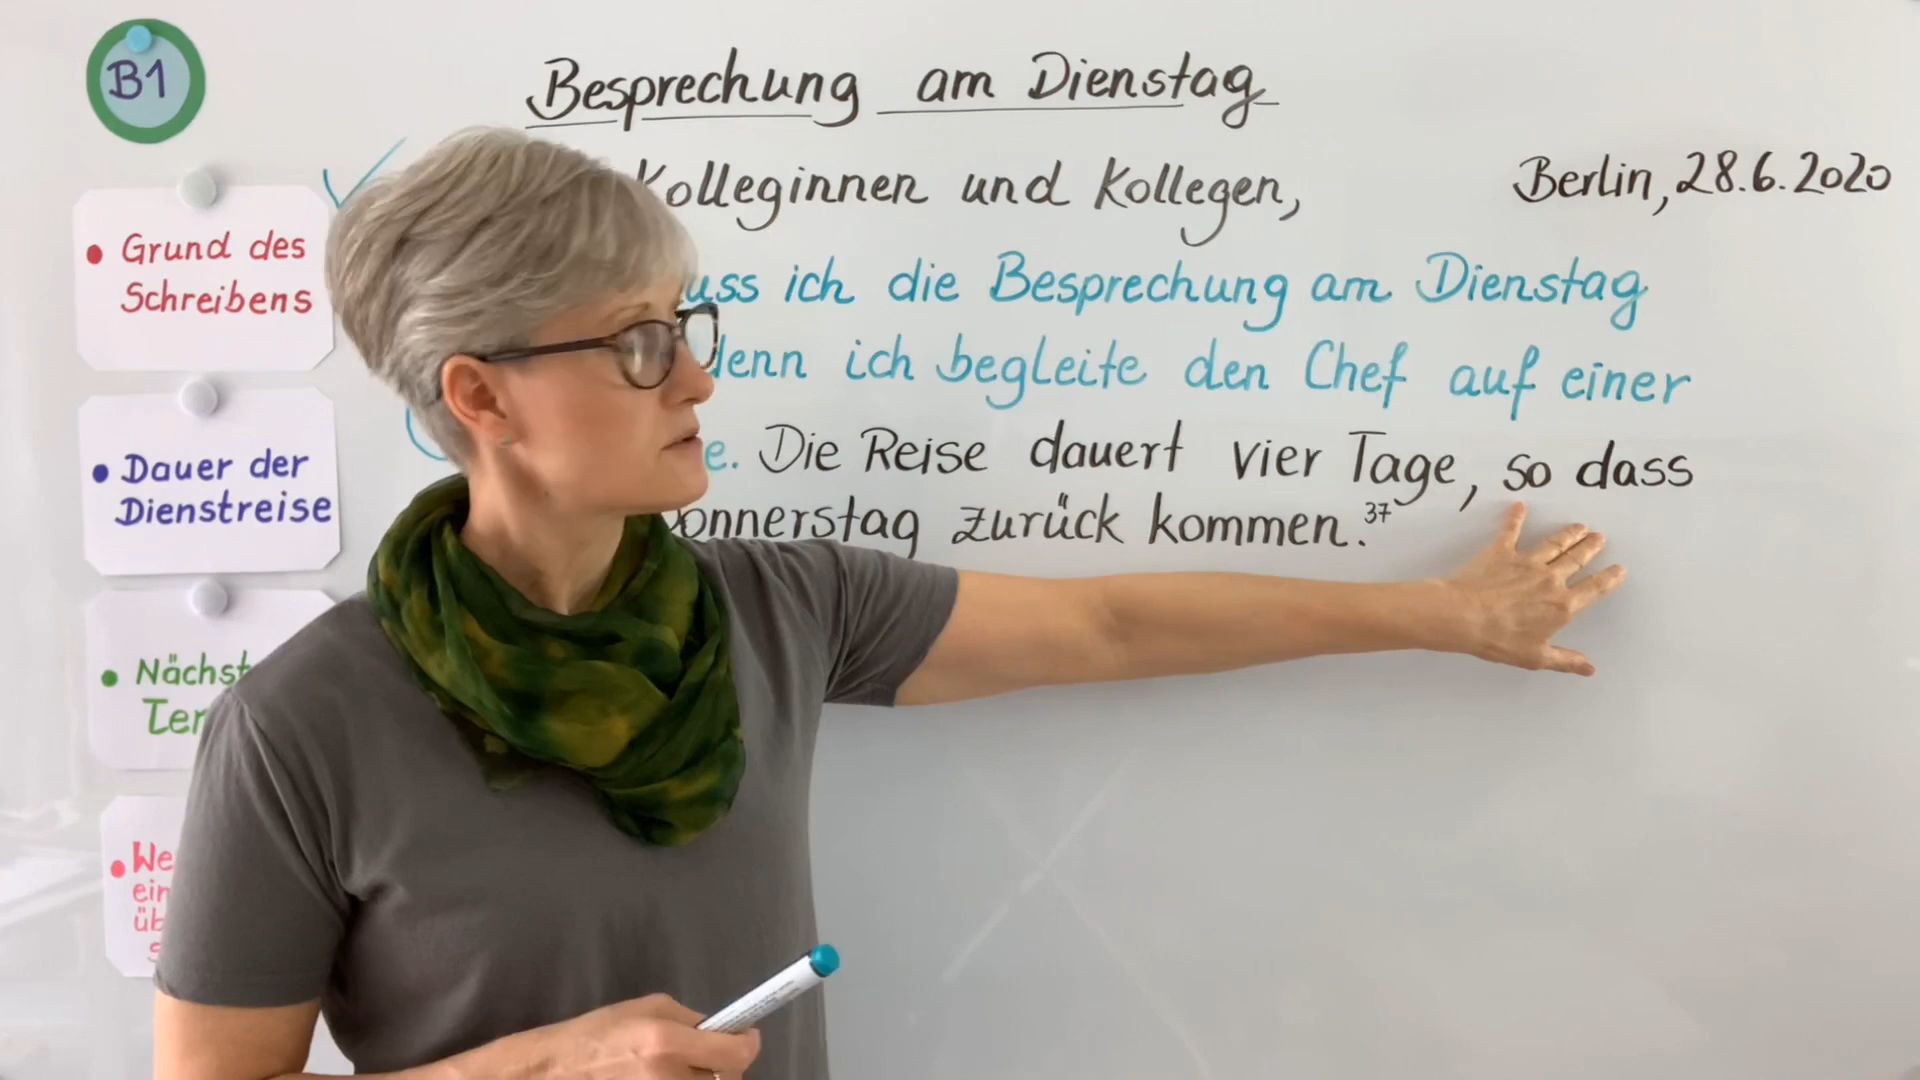 B1
Besprechung am Dienstag
Berlin, 28.6.2020
Kolleginnen und Kollegen,
ich die Besprechung am Dienstag
denn ich begleite den Chef auf einer
e. Die Reise dauert vier Tage, so dass
Donnerstag zurück kommen. 37
• Grund des
Schreibens
• Dauer der
Dienstreise
• Nächst
Ter
• We
ein
üb
s